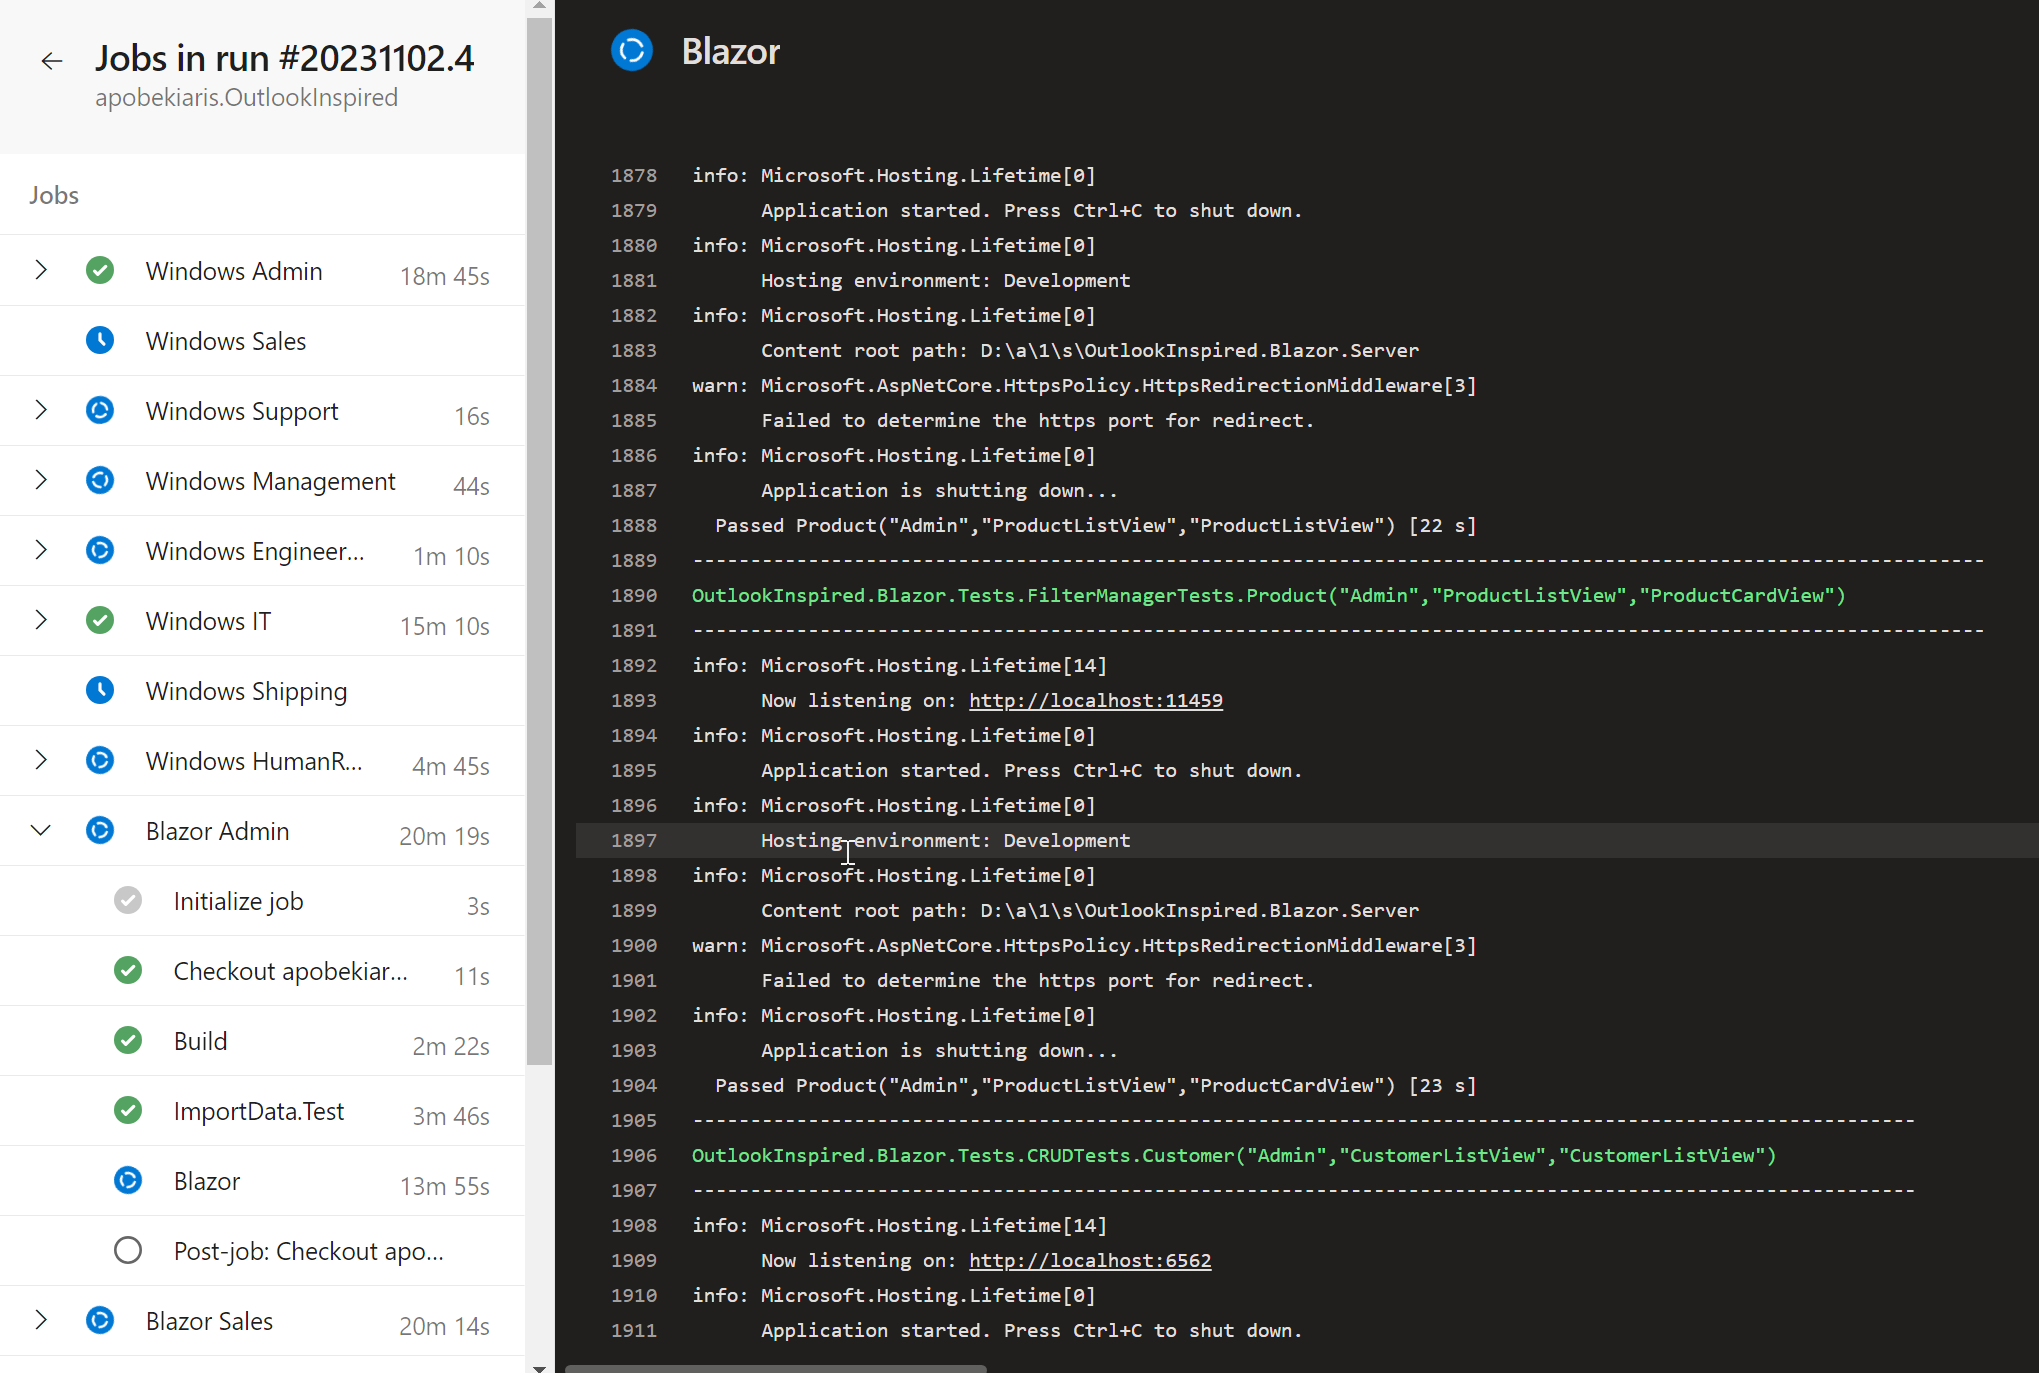 Jobs in run #20231102.4
apobekiaris.OutlookInspired
Jobs
Windows Admin 18m 45s
Windows Sales
Windows Support 16s
Windows Management 44s
Windows Engineer... 1m 10s
Windows IT 15m 10s
Windows Shipping
Windows HumanR... 4m 45s
Blazor Admin 20m 19s
Initialize job 3s
Checkout apobekiar... 11s
Build 2m 22s
ImportData.Test 3m 46s
Blazor 13m 55s
Post-job: Checkout apo...
Blazor Sales 20m 14s
Blazor
1878 info: Microsoft.Hosting.Lifetime[0]
1879 Application started. Press Ctrl+C to shut down.
1880 info: Microsoft.Hosting.Lifetime[0]
1881 Hosting environment: Development
1882 info: Microsoft.Hosting.Lifetime[0]
1883 Content root path: D:\a\1\s\OutlookInspired.Blazor.Server
1884 warn: Microsoft.AspNetCore.HttpsPolicy.HttpsRedirectionMiddleware[3]
1885 Failed to determine the https port for redirect.
1886 info: Microsoft.Hosting.Lifetime[0]
1887 Application is shutting down...
1888 Passed Product("Admin","ProductListView","ProductListView") [22 s]
1889 ----------------------------------------------------------------------------------------------------------------
1890 OutlookInspired.Blazor.Tests.FilterManagerTests.Product("Admin","ProductListView","ProductCardView")
1891 ----------------------------------------------------------------------------------------------------------------
1892 info: Microsoft.Hosting.Lifetime[14]
1893 Now listening on: http://localhost:11459
1894 info: Microsoft.Hosting.Lifetime[0]
1895 Application started. Press Ctrl+C to shut down.
1896 info: Microsoft.Hosting.Lifetime[0]
1897 Hosting environment: Development
1898 info: Microsoft.Hosting.Lifetime[0]
1899 Content root path: D:\a\1\s\OutlookInspired.Blazor.Server
1900 warn: Microsoft.AspNetCore.HttpsPolicy.HttpsRedirectionMiddleware[3]
1901 Failed to determine the https port for redirect.
1902 info: Microsoft.Hosting.Lifetime[0]
1903 Application is shutting down...
1904 Passed Product("Admin","ProductListView","ProductCardView") [23 s]
1905 ----------------------------------------------------------------------------------------------------------
1906 OutlookInspired.Blazor.Tests.CRUDTests.Customer("Admin","CustomerListView","CustomerListView")
1907 ----------------------------------------------------------------------------------------------------------
1908 info: Microsoft.Hosting.Lifetime[14]
1909 Now listening on: http://localhost:6562
1910 info: Microsoft.Hosting.Lifetime[0]
1911 Application started. Press Ctrl+C to shut down.